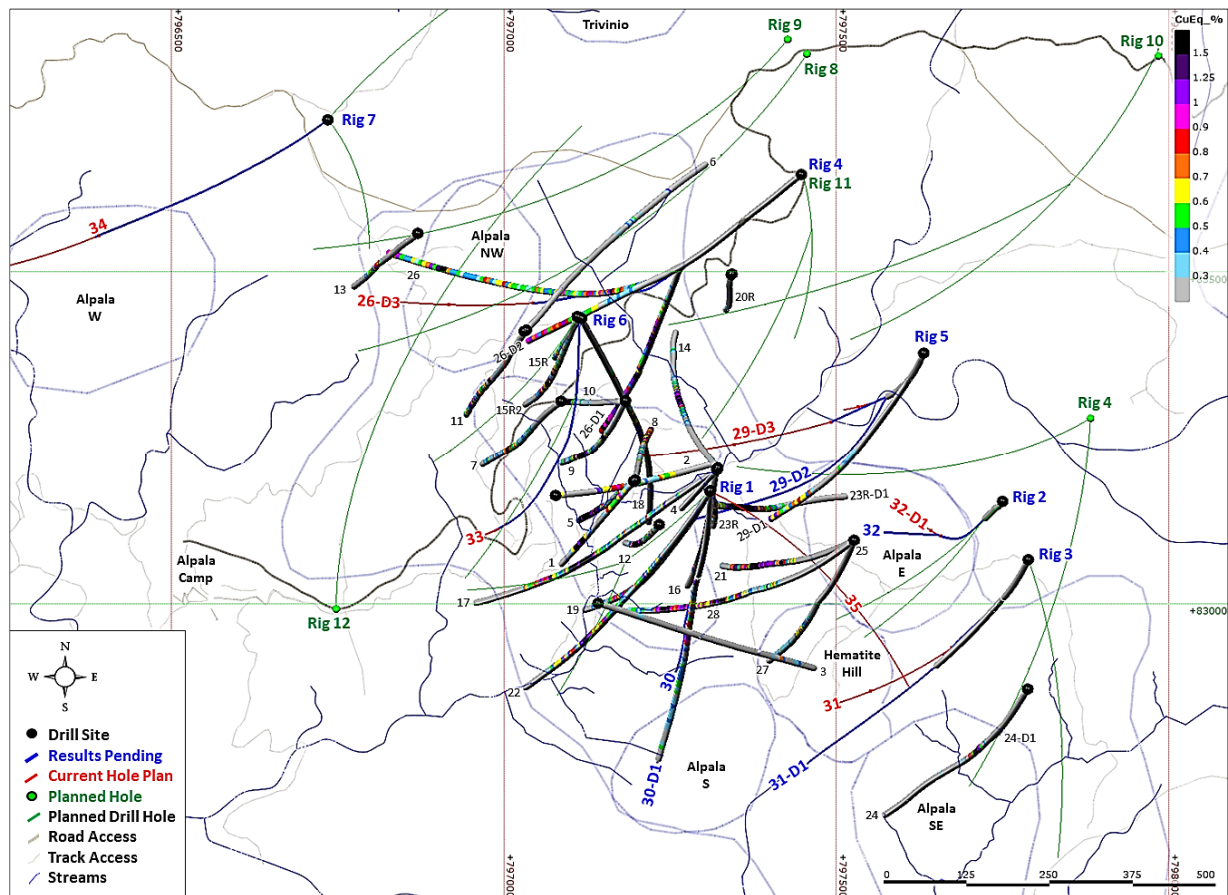 +796500
+797000
+797500
Trivinio
Rig 9
Rig 8
Rig 10
CuEq_%
1.5
1.25
1
0.9
0.8
0.7
0.6
0.5
0.4
0.3
Rig 7
6
Rig 4
Rig 11
34
Alpala
NW
Alpala
W
26
13
26-D3
20R
Rig 6
26-D2
15R
14
Rig 5
15R2
10
11
26-D1
8
29-D3
Rig 4
7
9
2
29-D2
Rig 1
23R-D1
Rig 2
18
4
5
23R
29-D1
32-D1
32
33
12
25
Alpala
E
Rig 3
Alpala
Camp
1
21
16
17
19
28
35
+83000
Rig 12
Hematite
Hill
27
3
30
22
31
N
W
E
S
Drill Site
Results Pending
Current Hole Plan
Planned Hole
Planned Drill Hole
Road Access
Track Access
Streams
Alpala
S
30-D1
31-D1
24-D1
24
Alpala
SE
+797000
+797500
0
125
250
375
500